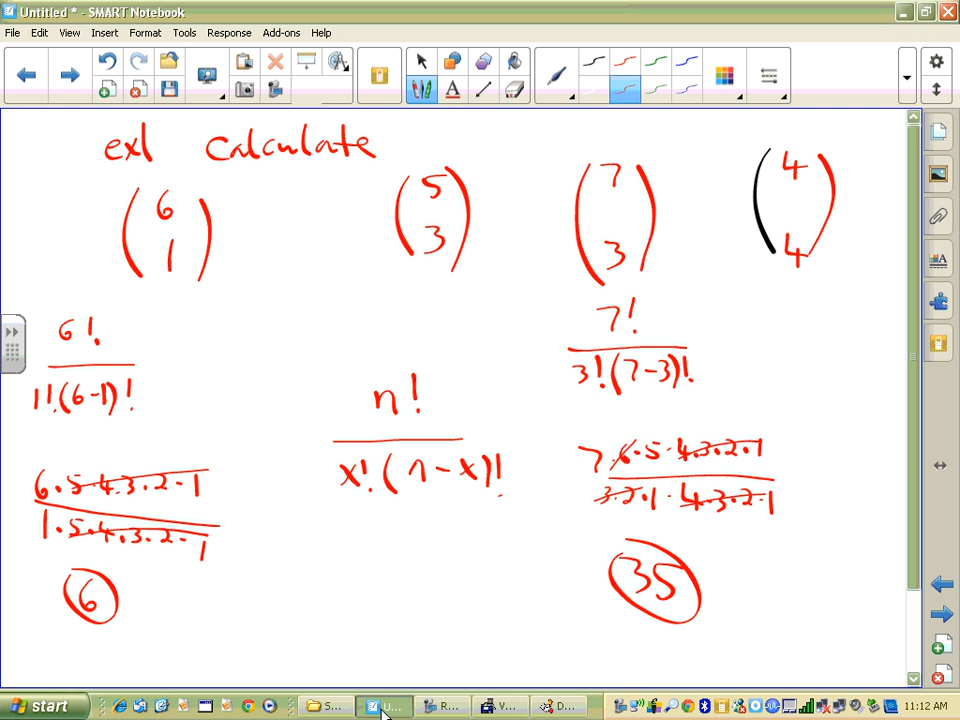 Untitled * - SMART Notebook
File Edit View Insert Format Tools Response Add-ons Help
ex1 calculate
( 6 1 ) ( 5 3 ) ( 7 3 ) ( 4 4 )
6!
1!(6-1)!
6·5·4·3·2·1
1·5·4·3·2·1
6
n!
x!(n-x)!
7!
3!(7-3)!
7·6·5·4·3·2·1
3·2·1·4·3·2·1
35
start S... U... R... Y... D... 11:12 AM